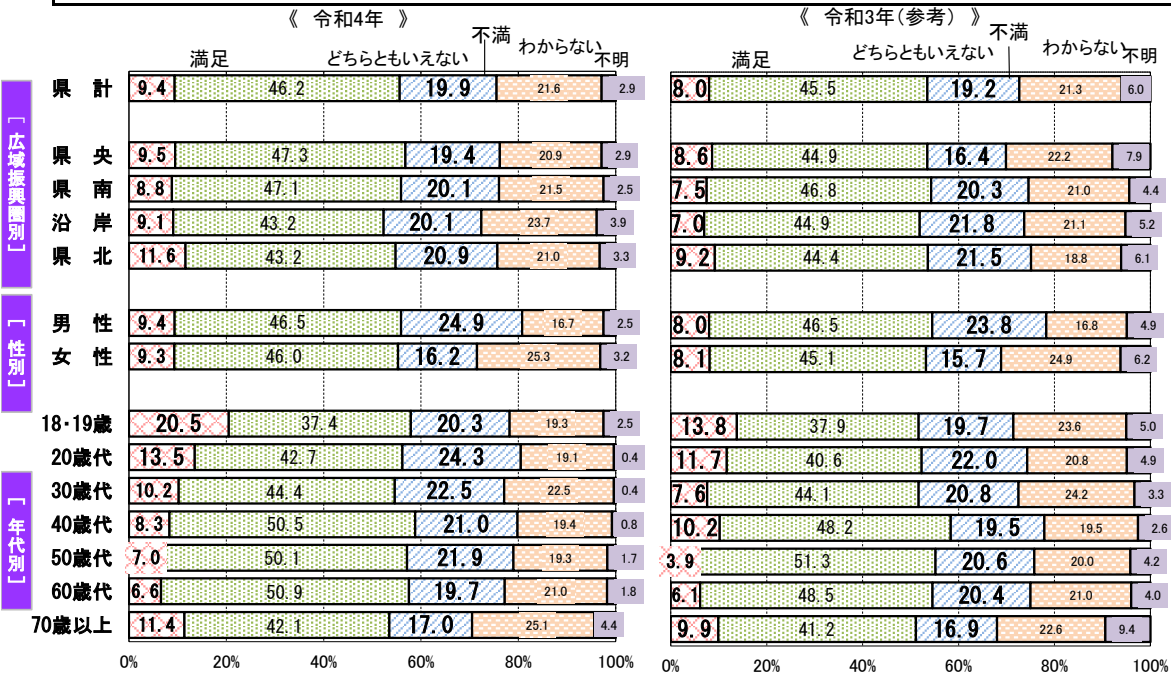 《 令和4年 》
《 令和3年(参考) 》
満足 どちらともいえない 不満 わからない 不明
満足 どちらともいえない 不満 わからない 不明
県 計 9.4 46.2 19.9 21.6 2.9 8.0 45.5 19.2 21.3 6.0
[広域振興圏別]
県 央 9.5 47.3 19.4 20.9 2.9 8.6 44.9 16.4 22.2 7.9
県 南 8.8 47.1 20.1 21.5 2.5 7.5 46.8 20.3 21.0 4.4
沿 岸 9.1 43.2 20.1 23.7 3.9 7.0 44.9 21.8 21.1 5.2
県 北 11.6 43.2 20.9 21.0 3.3 9.2 44.4 21.5 18.8 6.1
[性別]
男 性 9.4 46.5 24.9 16.7 2.5 8.0 46.5 23.8 16.8 4.9
女 性 9.3 46.0 16.2 25.3 3.2 8.1 45.1 15.7 24.9 6.2
[年代別]
18・19歳 20.5 37.4 20.3 19.3 2.5 13.8 37.9 19.7 23.6 5.0
20歳代 13.5 42.7 24.3 19.1 0.4 11.7 40.6 22.0 20.8 4.9
30歳代 10.2 44.4 22.5 22.5 0.4 7.6 44.1 20.8 24.2 3.3
40歳代 8.3 50.5 21.0 19.4 0.8 10.2 48.2 19.5 19.5 2.6
50歳代 7.0 50.1 21.9 19.3 1.7 3.9 51.3 20.6 20.0 4.2
60歳代 6.6 50.9 19.7 21.0 1.8 6.1 48.5 20.4 21.0 4.0
70歳以上 11.4 42.1 17.0 25.1 4.4 9.9 41.2 16.9 22.6 9.4
0% 20% 40% 60% 80% 100% 0% 20% 40% 60% 80% 100%